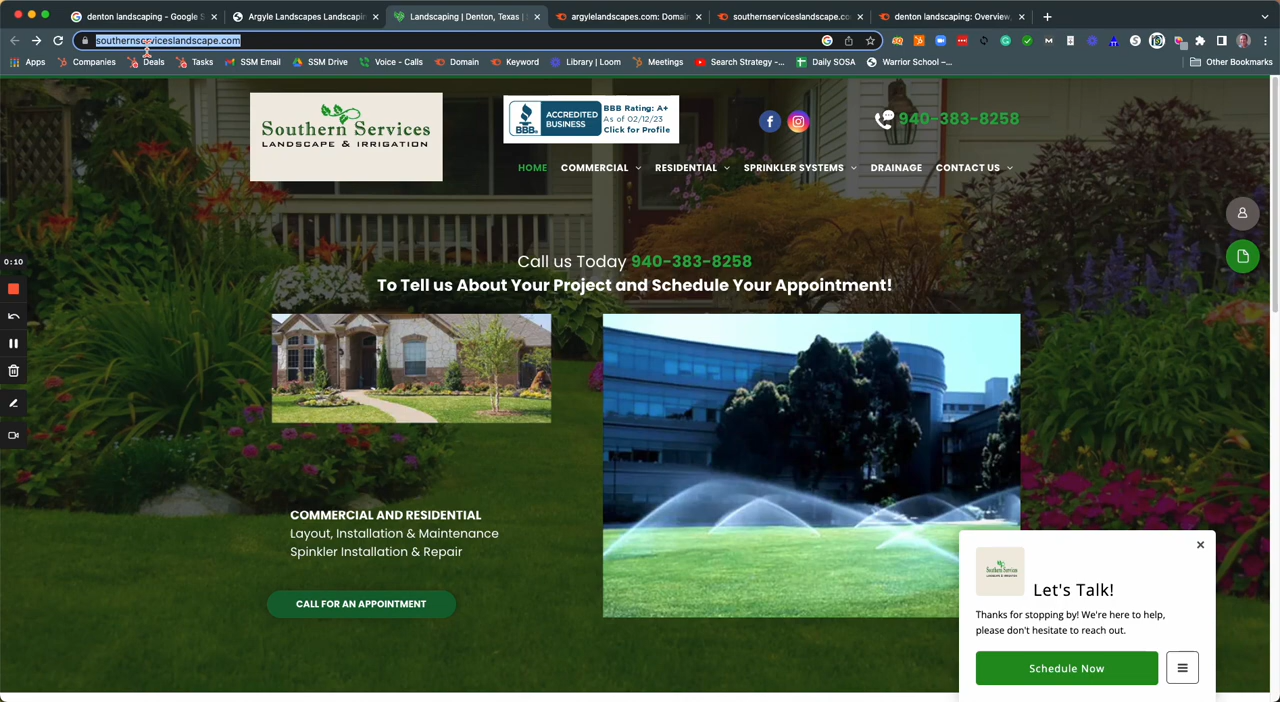 denton landscaping - Google S
Argyle Landscapes Landscapin
Landscaping | Denton, Texas |
argylelandscapes.com: Domai
southernserviceslandscape.co
denton landscaping: Overview,
southernserviceslandscape.com
Apps
Companies
Deals
Tasks
SSM Email
SSM Drive
Voice - Calls
Domain
Keyword
Library | Loom
Meetings
Search Strategy -...
Daily SOSA
Warrior School –...
Other Bookmarks
Southern Services
LANDSCAPE & IRRIGATION
BBB
ACCREDITED
BUSINESS
BBB Rating: A+
As of 02/12/23
Click for Profile
940-383-8258
HOME
COMMERCIAL
RESIDENTIAL
SPRINKLER SYSTEMS
DRAINAGE
CONTACT US
0:10
Call us Today 940-383-8258
To Tell us About Your Project and Schedule Your Appointment!
COMMERCIAL AND RESIDENTIAL
Layout, Installation & Maintenance
Spinkler Installation & Repair
CALL FOR AN APPOINTMENT
Southern Services
LANDSCAPE & IRRIGATION
Let's Talk!
Thanks for stopping by! We're here to help,
please don't hesitate to reach out.
Schedule Now